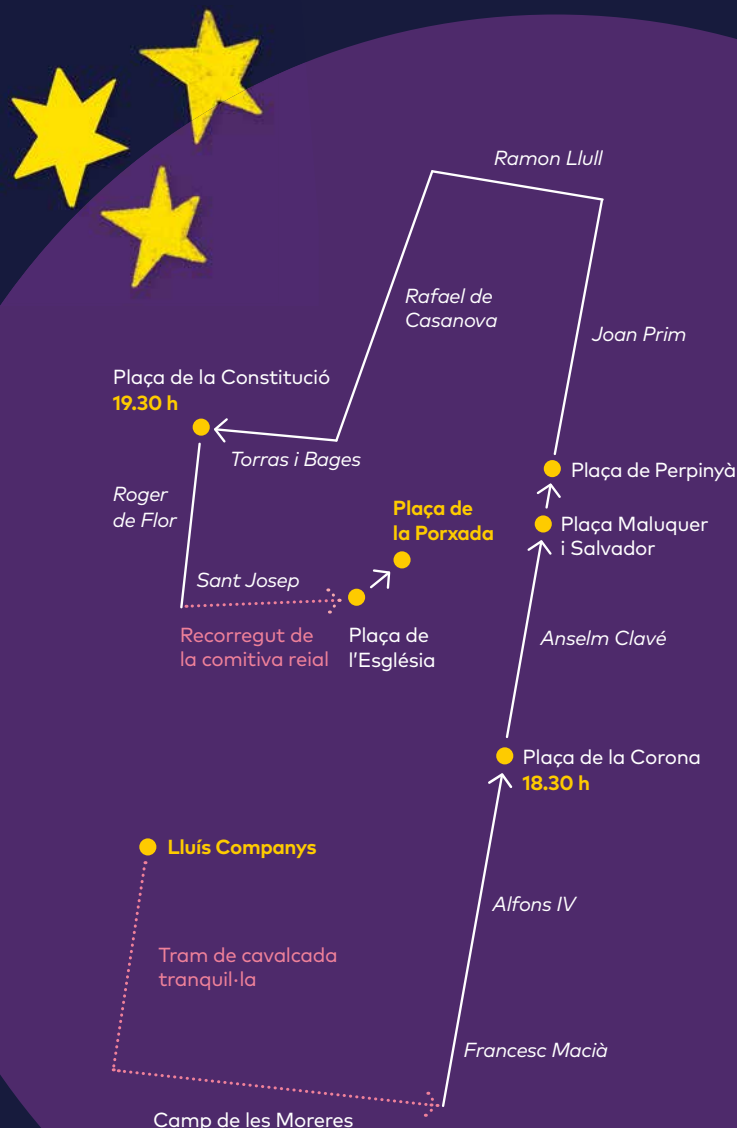 Ramon Llull
Rafael de
Casanova
Joan Prim
Plaça de la Constitució
19.30 h
Torras i Bages
Plaça de Perpinyà
Roger
de Flor
Plaça de
la Porxada
Plaça Maluquer
i Salvador
Sant Josep
Recorregut de
la comitiva reial
Plaça de
l'Església
Anselm Clavé
Plaça de la Corona
18.30 h
Lluís Companys
Alfons IV
Tram de cavalcada
tranquil·la
Francesc Macià
Camp de les Moreres